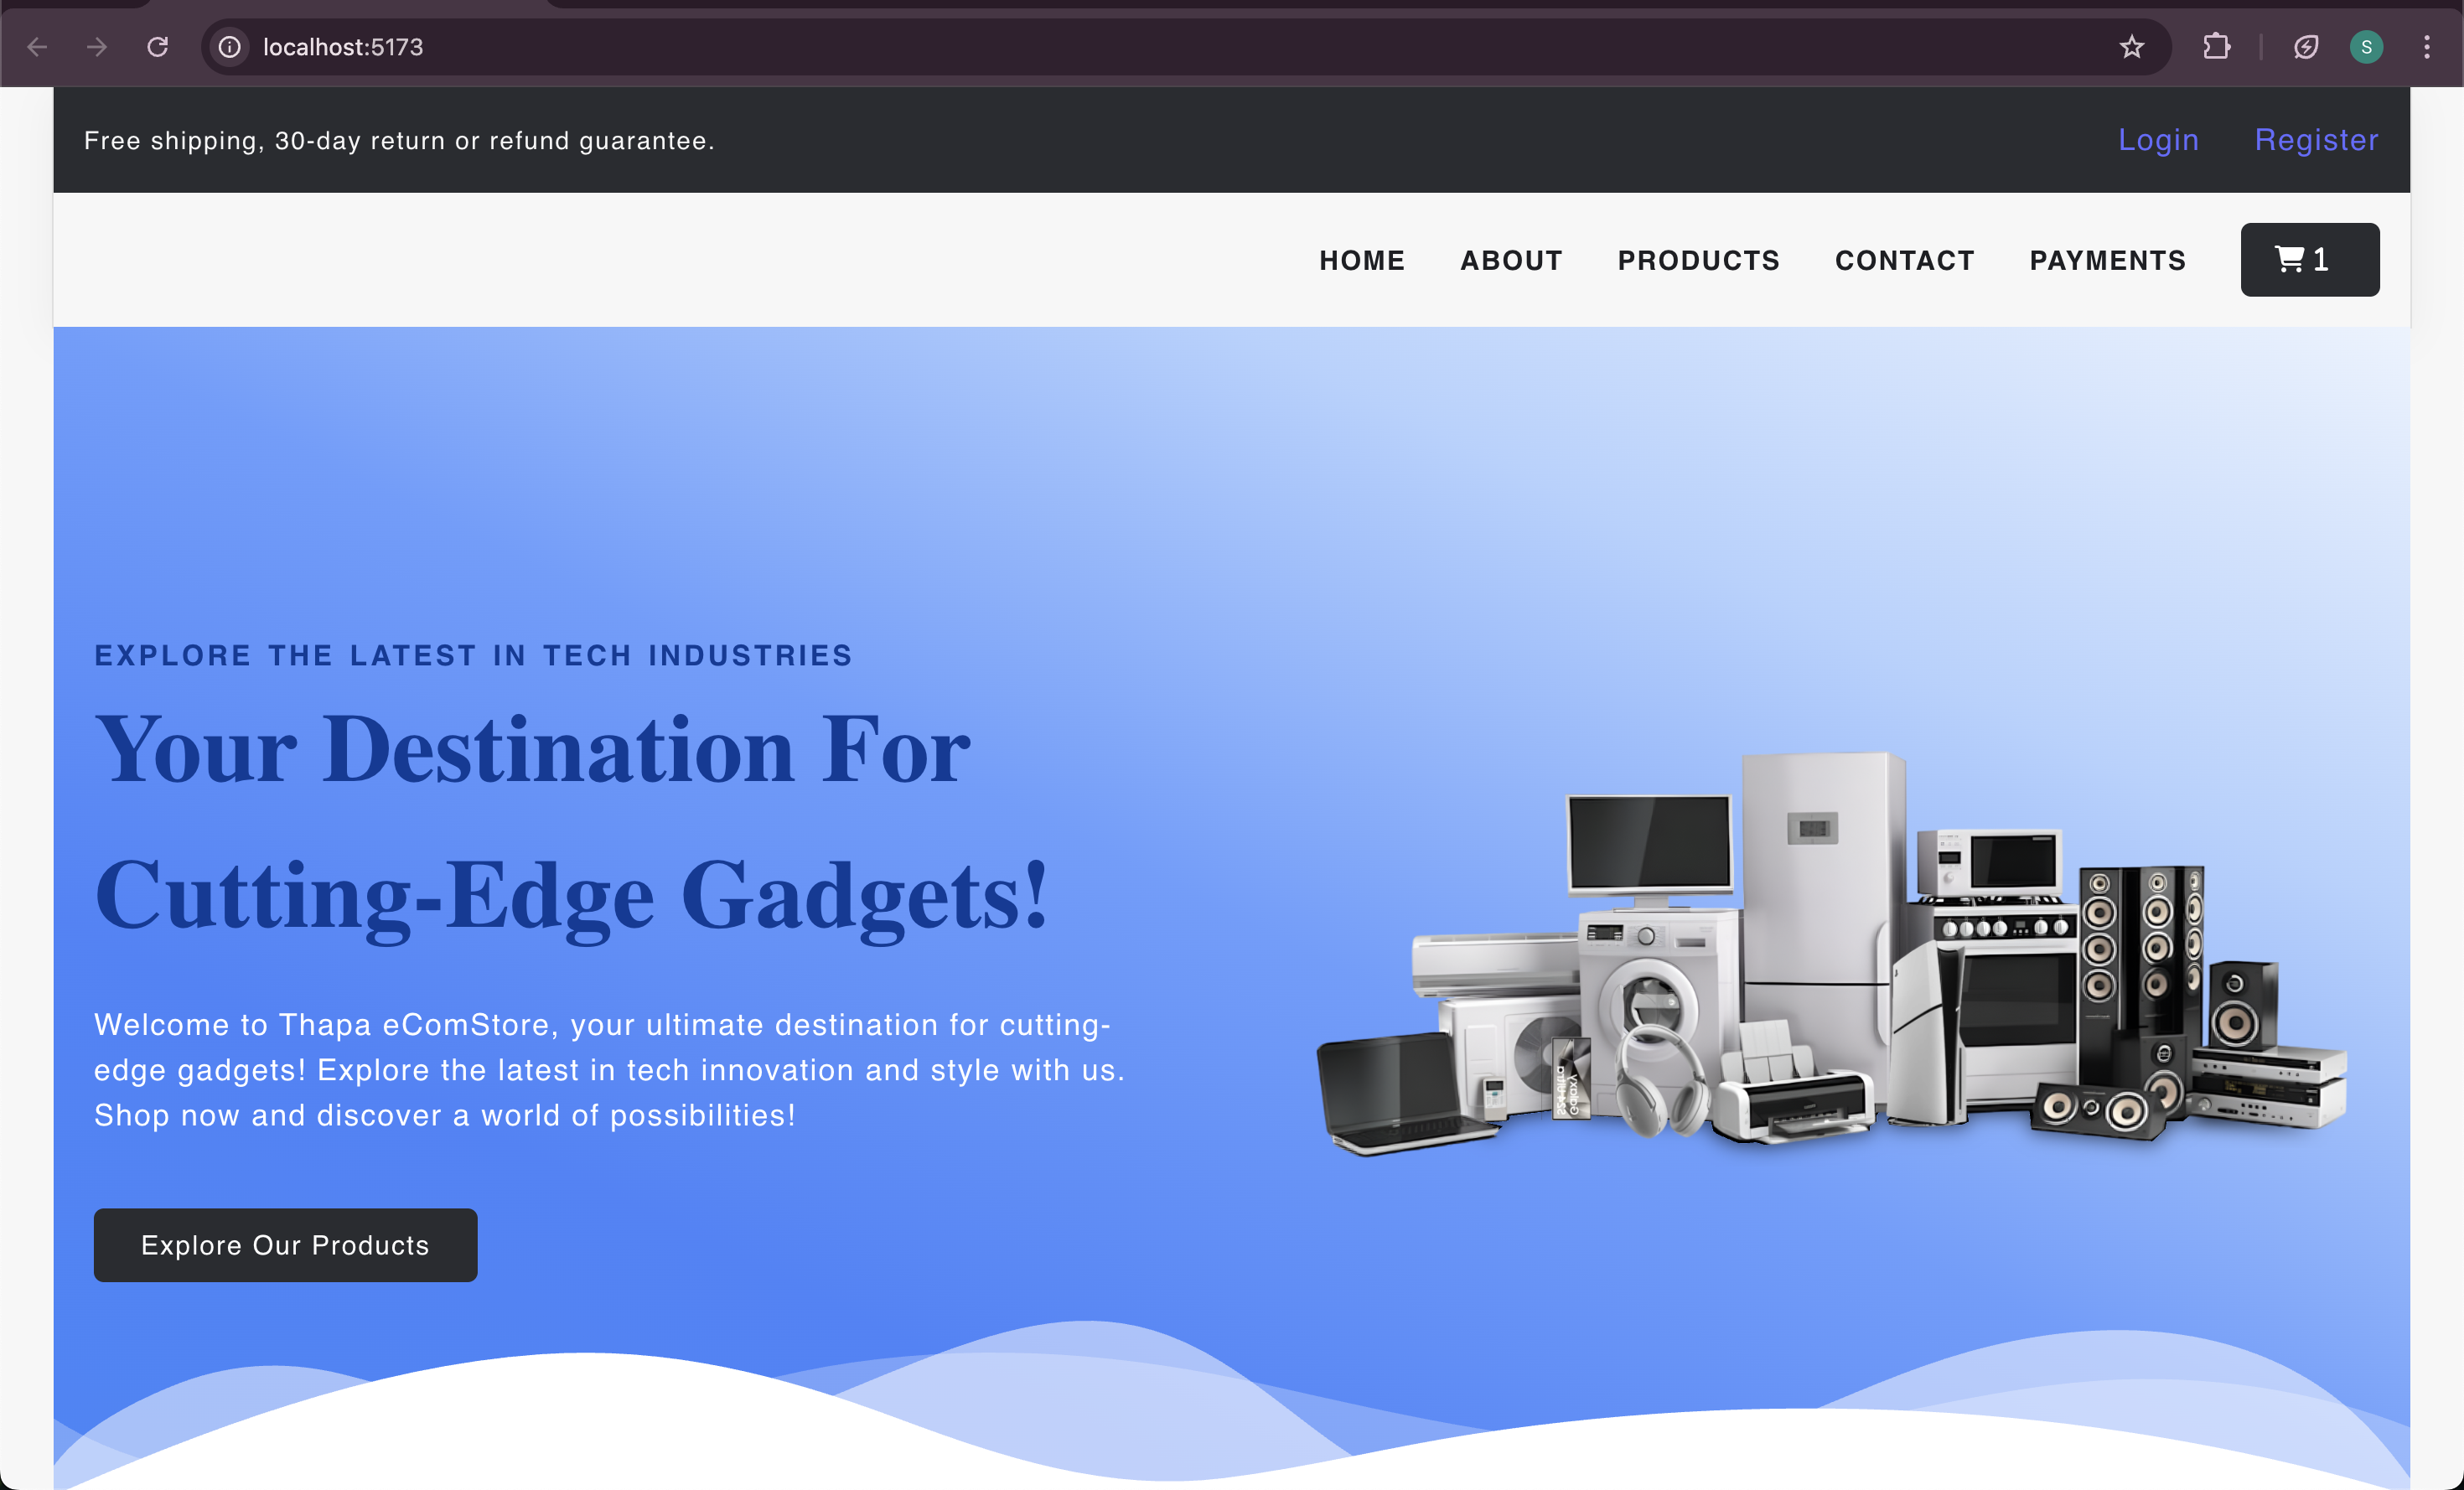 localhost:5173
S
Free shipping, 30-day return or refund guarantee.
Login Register
HOME ABOUT PRODUCTS CONTACT PAYMENTS 1
EXPLORE THE LATEST IN TECH INDUSTRIES
Your Destination For
Cutting-Edge Gadgets!
Welcome to Thapa eComStore, your ultimate destination for cutting-
edge gadgets! Explore the latest in tech innovation and style with us.
Shop now and discover a world of possibilities!
Galaxy
S24 Ultra
Explore Our Products